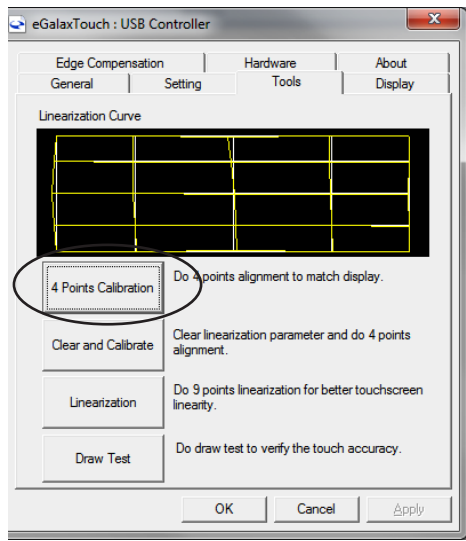 eGalaxTouch : USB Controller
Edge Compensation Hardware About
General Setting Tools Display
Linearization Curve
4 Points Calibration
Do 4 points alignment to match display.
Clear and Calibrate
Clear linearization parameter and do 4 points
alignment.
Linearization
Do 9 points linearization for better touchscreen
linearity.
Draw Test
Do draw test to verify the touch accuracy.
OK Cancel Apply